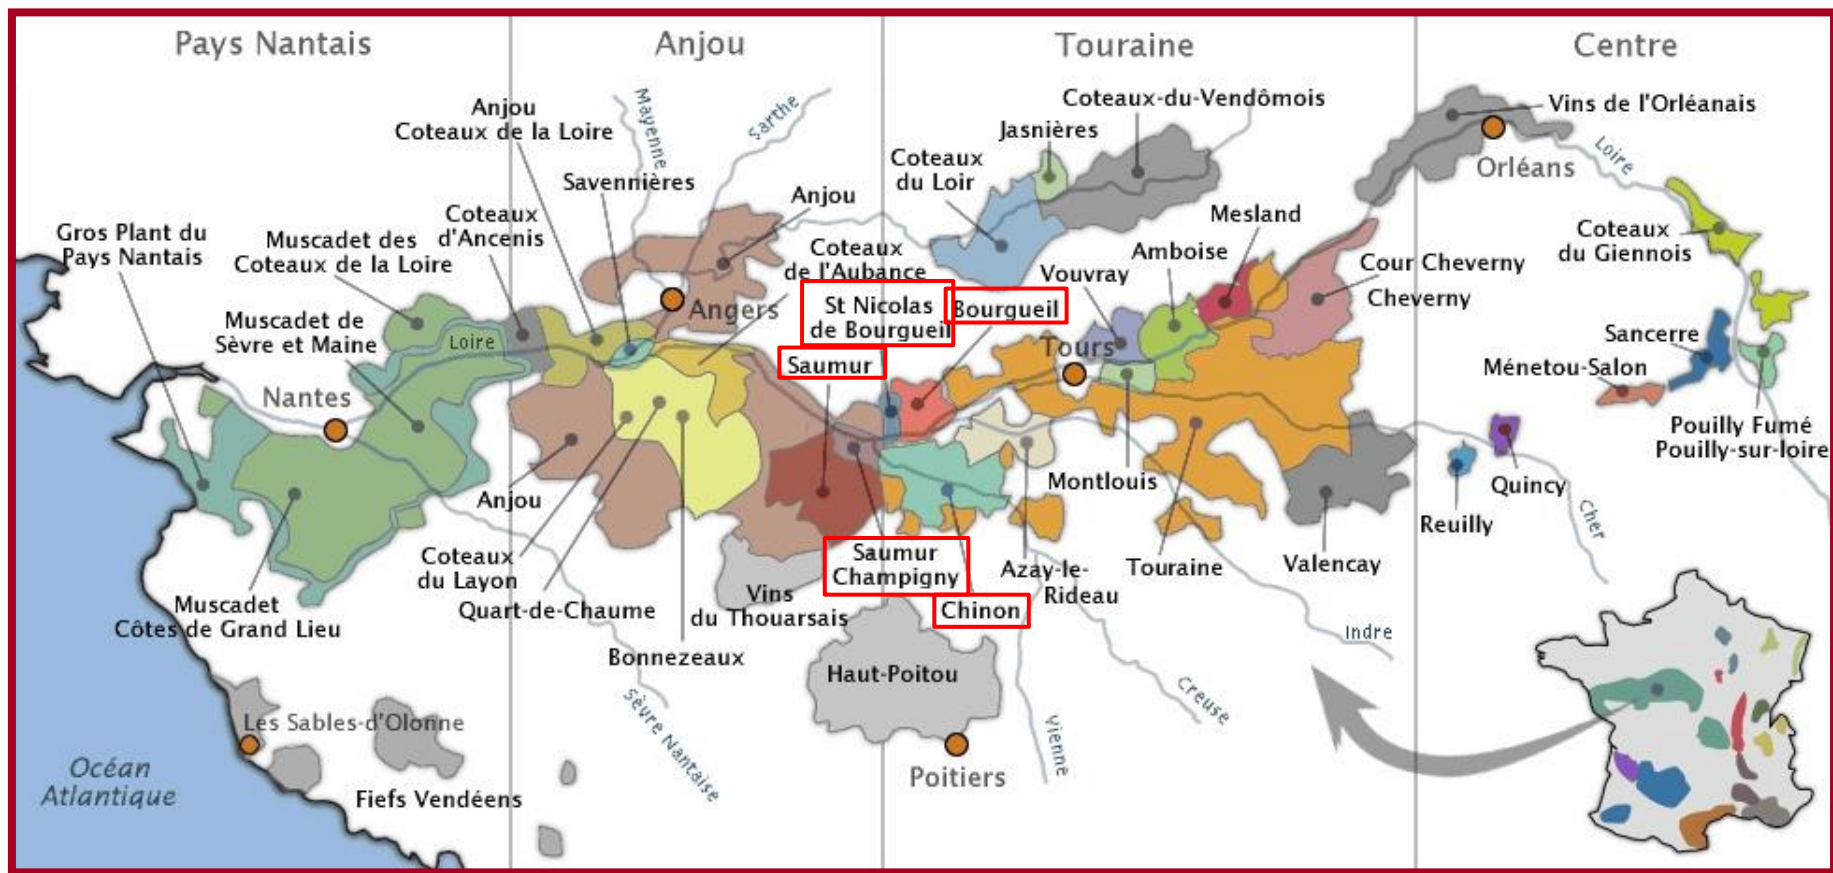 Pays Nantais
Anjou
Touraine
Centre
Anjou
Coteaux de la Loire
Mayenne
Sarthe
Savennières
Anjou
Coteaux
d'Ancenis
Gros Plant du
Pays Nantais
Muscadet des
Coteaux de la Loire
Muscadet de
Sèvre et Maine
Loire
Nantes
Angers
Coteaux
de l'Aubance
St Nicolas
de Bourgueil
Bourgueil
Saumur
Coteaux
du Loir
Jasnières
Coteaux-du-Vendômois
Vouvray
Amboise
Mesland
Tours
Cour Cheverny
Cheverny
Vins de l'Orléanais
Orléans
Loire
Coteaux
du Giennois
Sancerre
Ménetou-Salon
Pouilly Fumé
Pouilly-sur-loire
Quincy
Reuilly
Cher
Anjou
Coteaux
du Layon
Quart-de-Chaume
Bonnezeaux
Muscadet
Côtes de Grand Lieu
Vins
du Thouarsais
Saumur
Champigny
Chinon
Azay-le-
Rideau
Montlouis
Touraine
Valencay
Indre
Creuse
Vienne
Haut-Poitou
Poitiers
Sèvre Nantaise
Les Sables-d'Olonne
Fiefs Vendéens
Océan
Atlantique